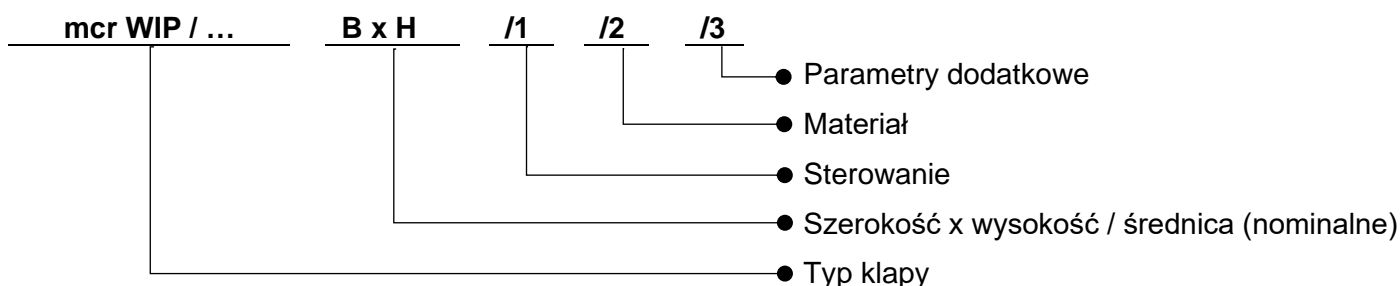 mcr WIP / … B x H /1 /2 /3
Parametry dodatkowe
Materiał
Sterowanie
Szerokość x wysokość / średnica (nominalne)
Typ klapy